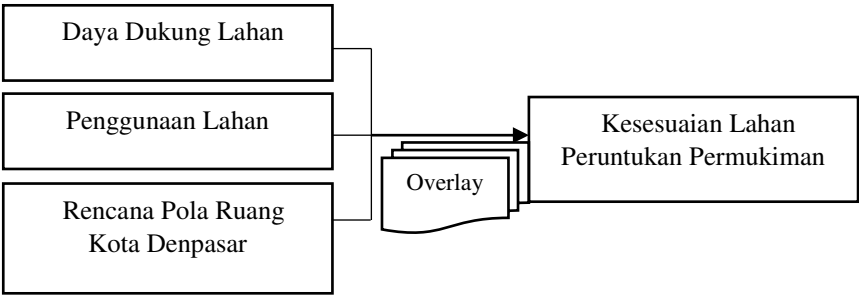 Daya Dukung Lahan
Penggunaan Lahan
Rencana Pola Ruang
Kota Denpasar
Overlay
Kesesuaian Lahan
Peruntukan Permukiman